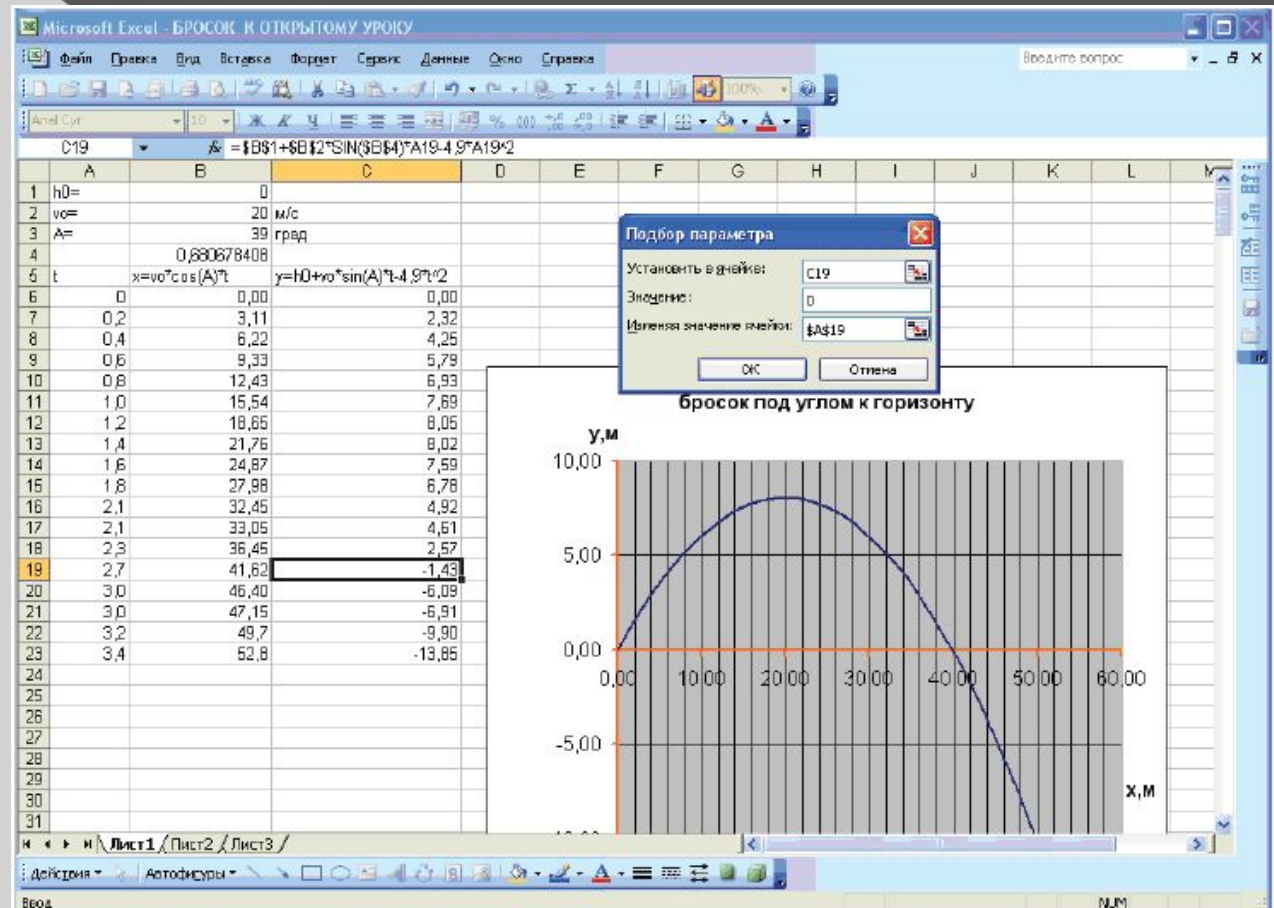 Microsoft Excel - БРОСОК К ОТКРЫТОМУ УРОКУ
Файл Правка Вид Вставка Формат Сервис Данные Окно Справка Введите вопрос
Arial Cyr 10 Ж К Ч % 000 100%
C19 fx =$B$1+$B$2*SIN($B$4)*A19-4,9*A19^2
A B C D E F G H I J K L M
1 h0= 0
2 vo= 20 м/с
3 A= 39 град
4 0,680678408
5 t x=vo*cos(A)*t y=h0+vo*sin(A)*t-4,9*t^2
6 0 0,00 0,00
7 0,2 3,11 2,32
8 0,4 6,22 4,25
9 0,6 9,33 5,79
10 0,8 12,43 6,93
11 1,0 15,54 7,69
12 1,2 18,65 8,05
13 1,4 21,76 8,02
14 1,6 24,87 7,59
15 1,8 27,98 6,78
16 2,1 32,45 4,92
17 2,1 33,05 4,61
18 2,3 36,45 2,57
19 2,7 41,62 -1,43
20 3,0 46,40 -6,09
21 3,0 47,15 -6,91
22 3,2 49,7 -9,90
23 3,4 52,8 -13,85
24
25
26
27
28
29
30
31
Подбор параметра
Установить в ячейке: C19
Значение: 0
Изменяя значение ячейки: $A$19
ОК Отмена
бросок под углом к горизонту
у,м
10,00
5,00
0,00
0,00 10,00 20,00 30,00 40,00 50,00 60,00
-5,00
х,м
Лист1 Лист2 Лист3
Действия Автофигуры
Ввод NUM